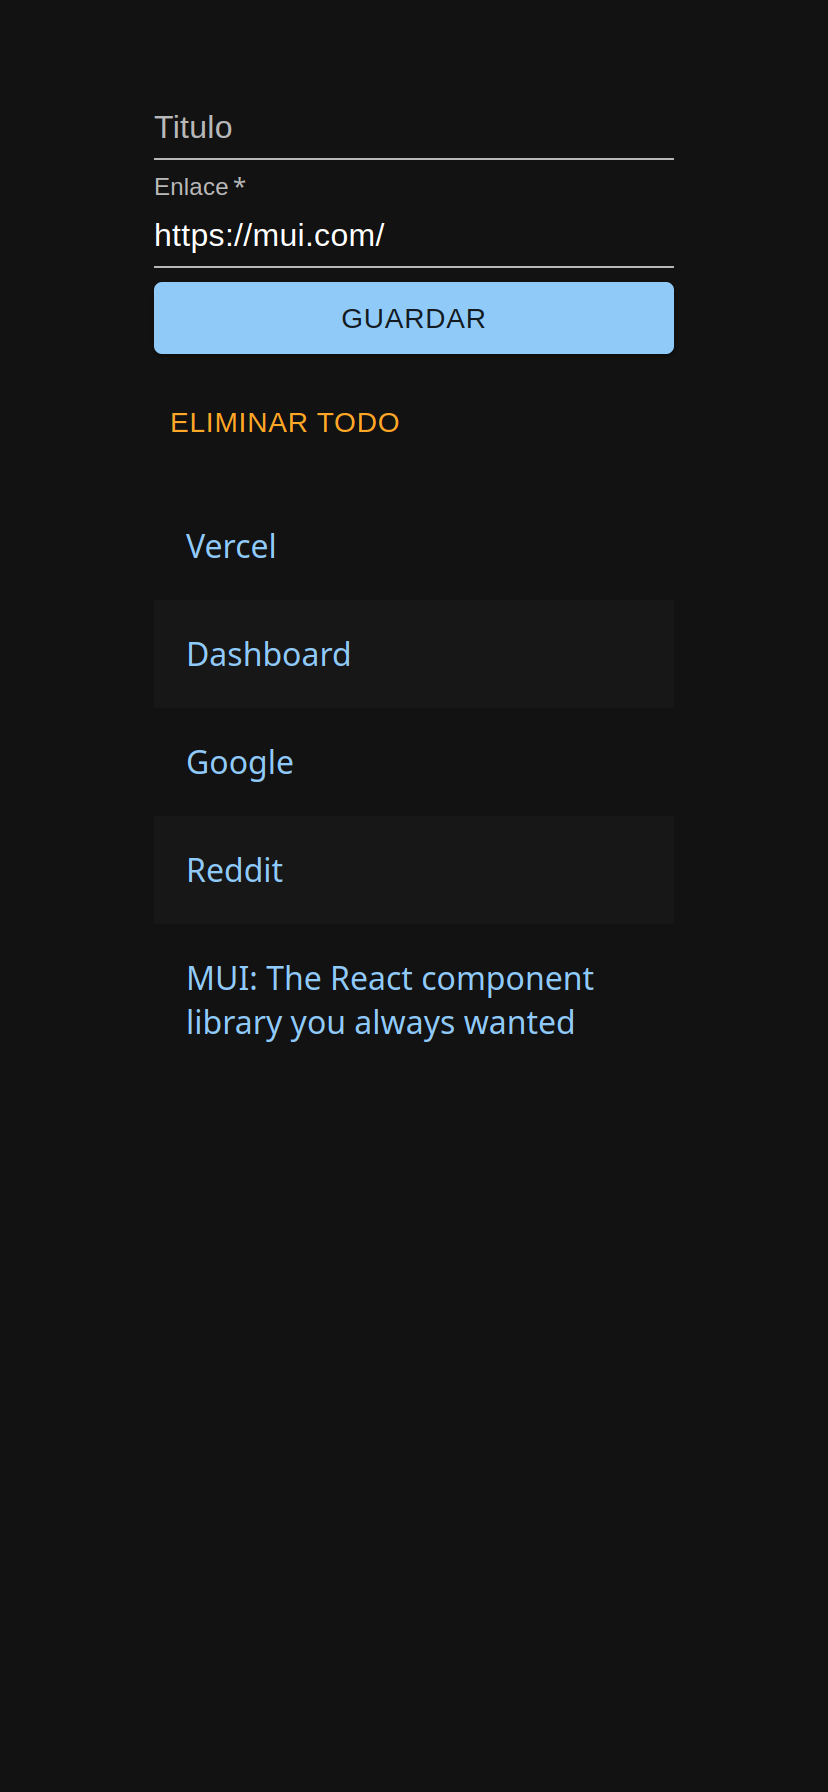 Titulo
Enlace *
https://mui.com/
GUARDAR
ELIMINAR TODO
Vercel
Dashboard
Google
Reddit
MUI: The React component
library you always wanted